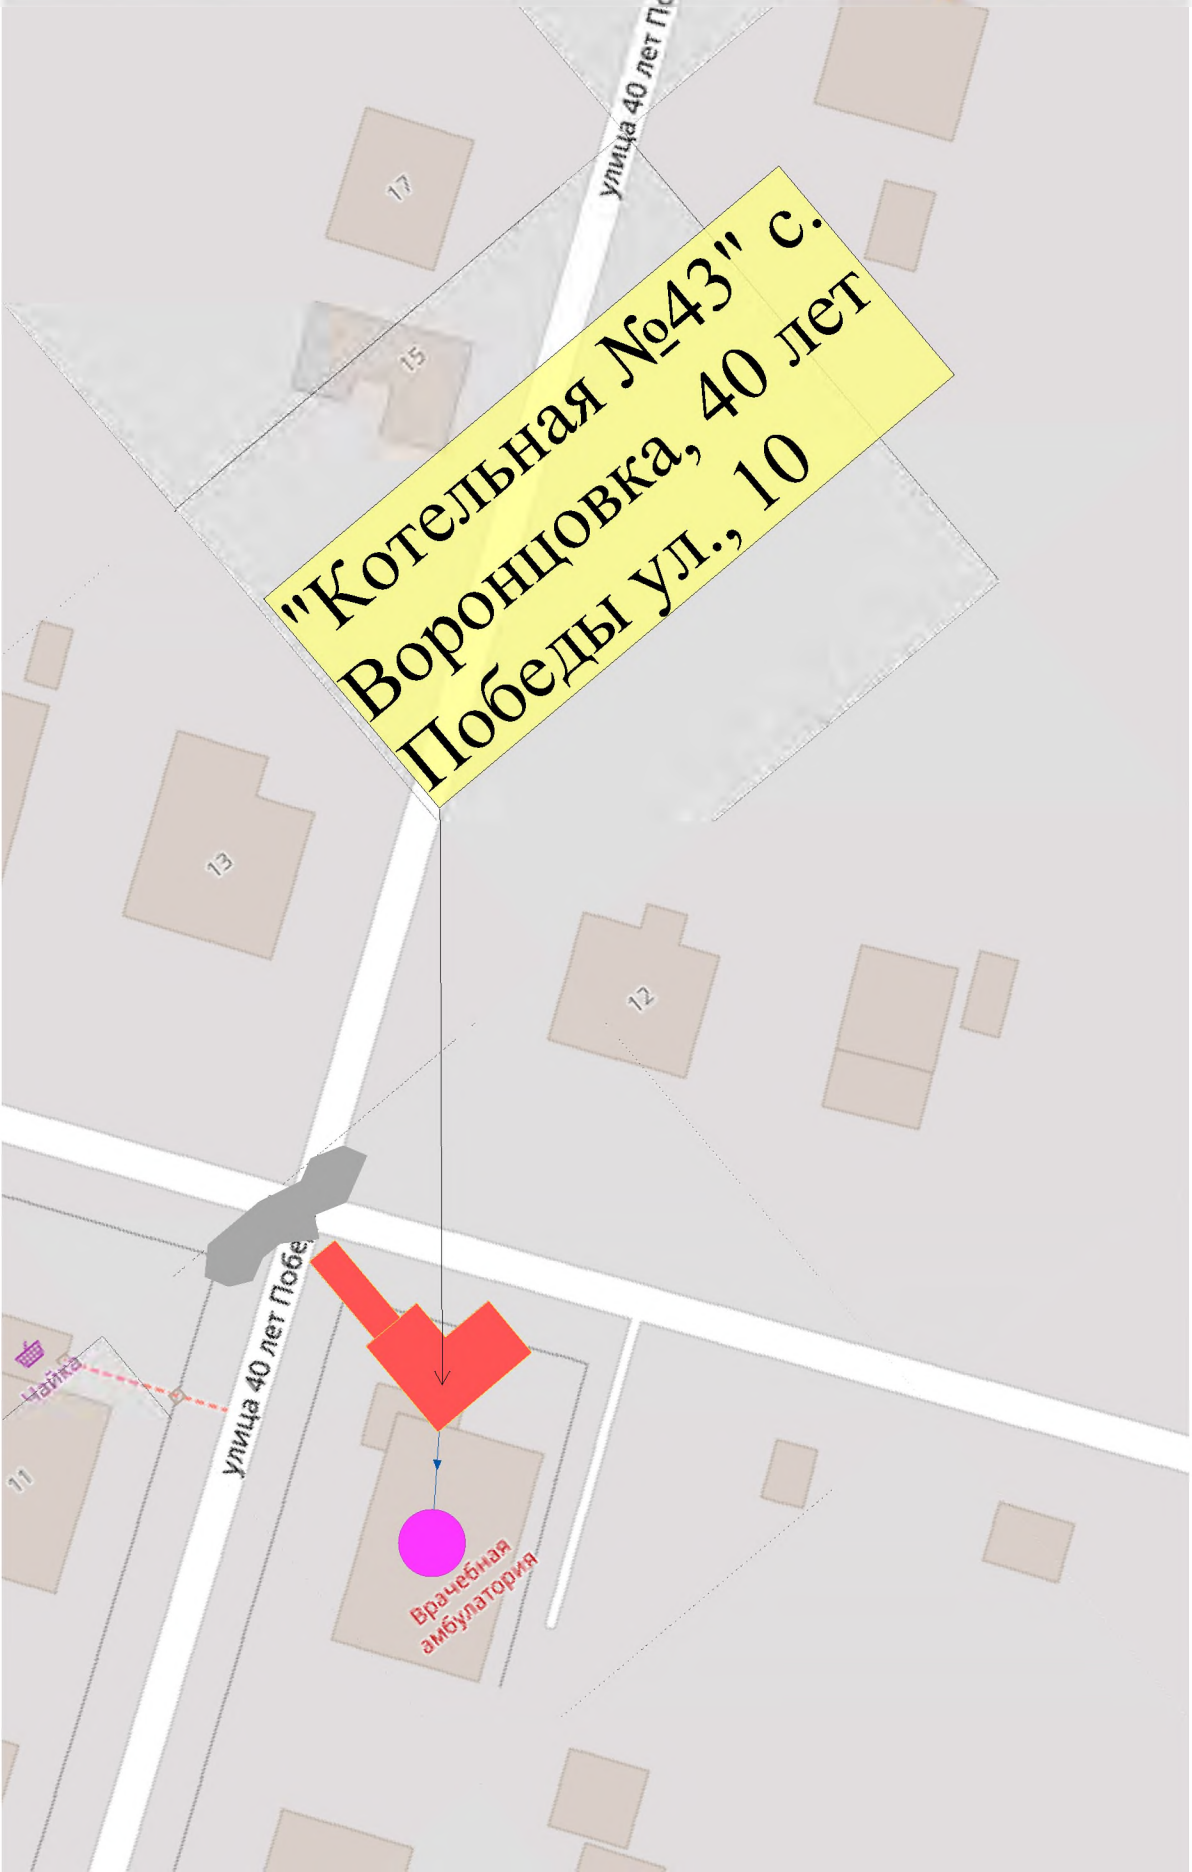 улица 40 лет По
17
"Котельная №43" с.
Воронцовка, 40 лет
Победы ул., 10
15
13
12
улица 40 лет Побе
Чайка
11
Врачебная
амбулатория